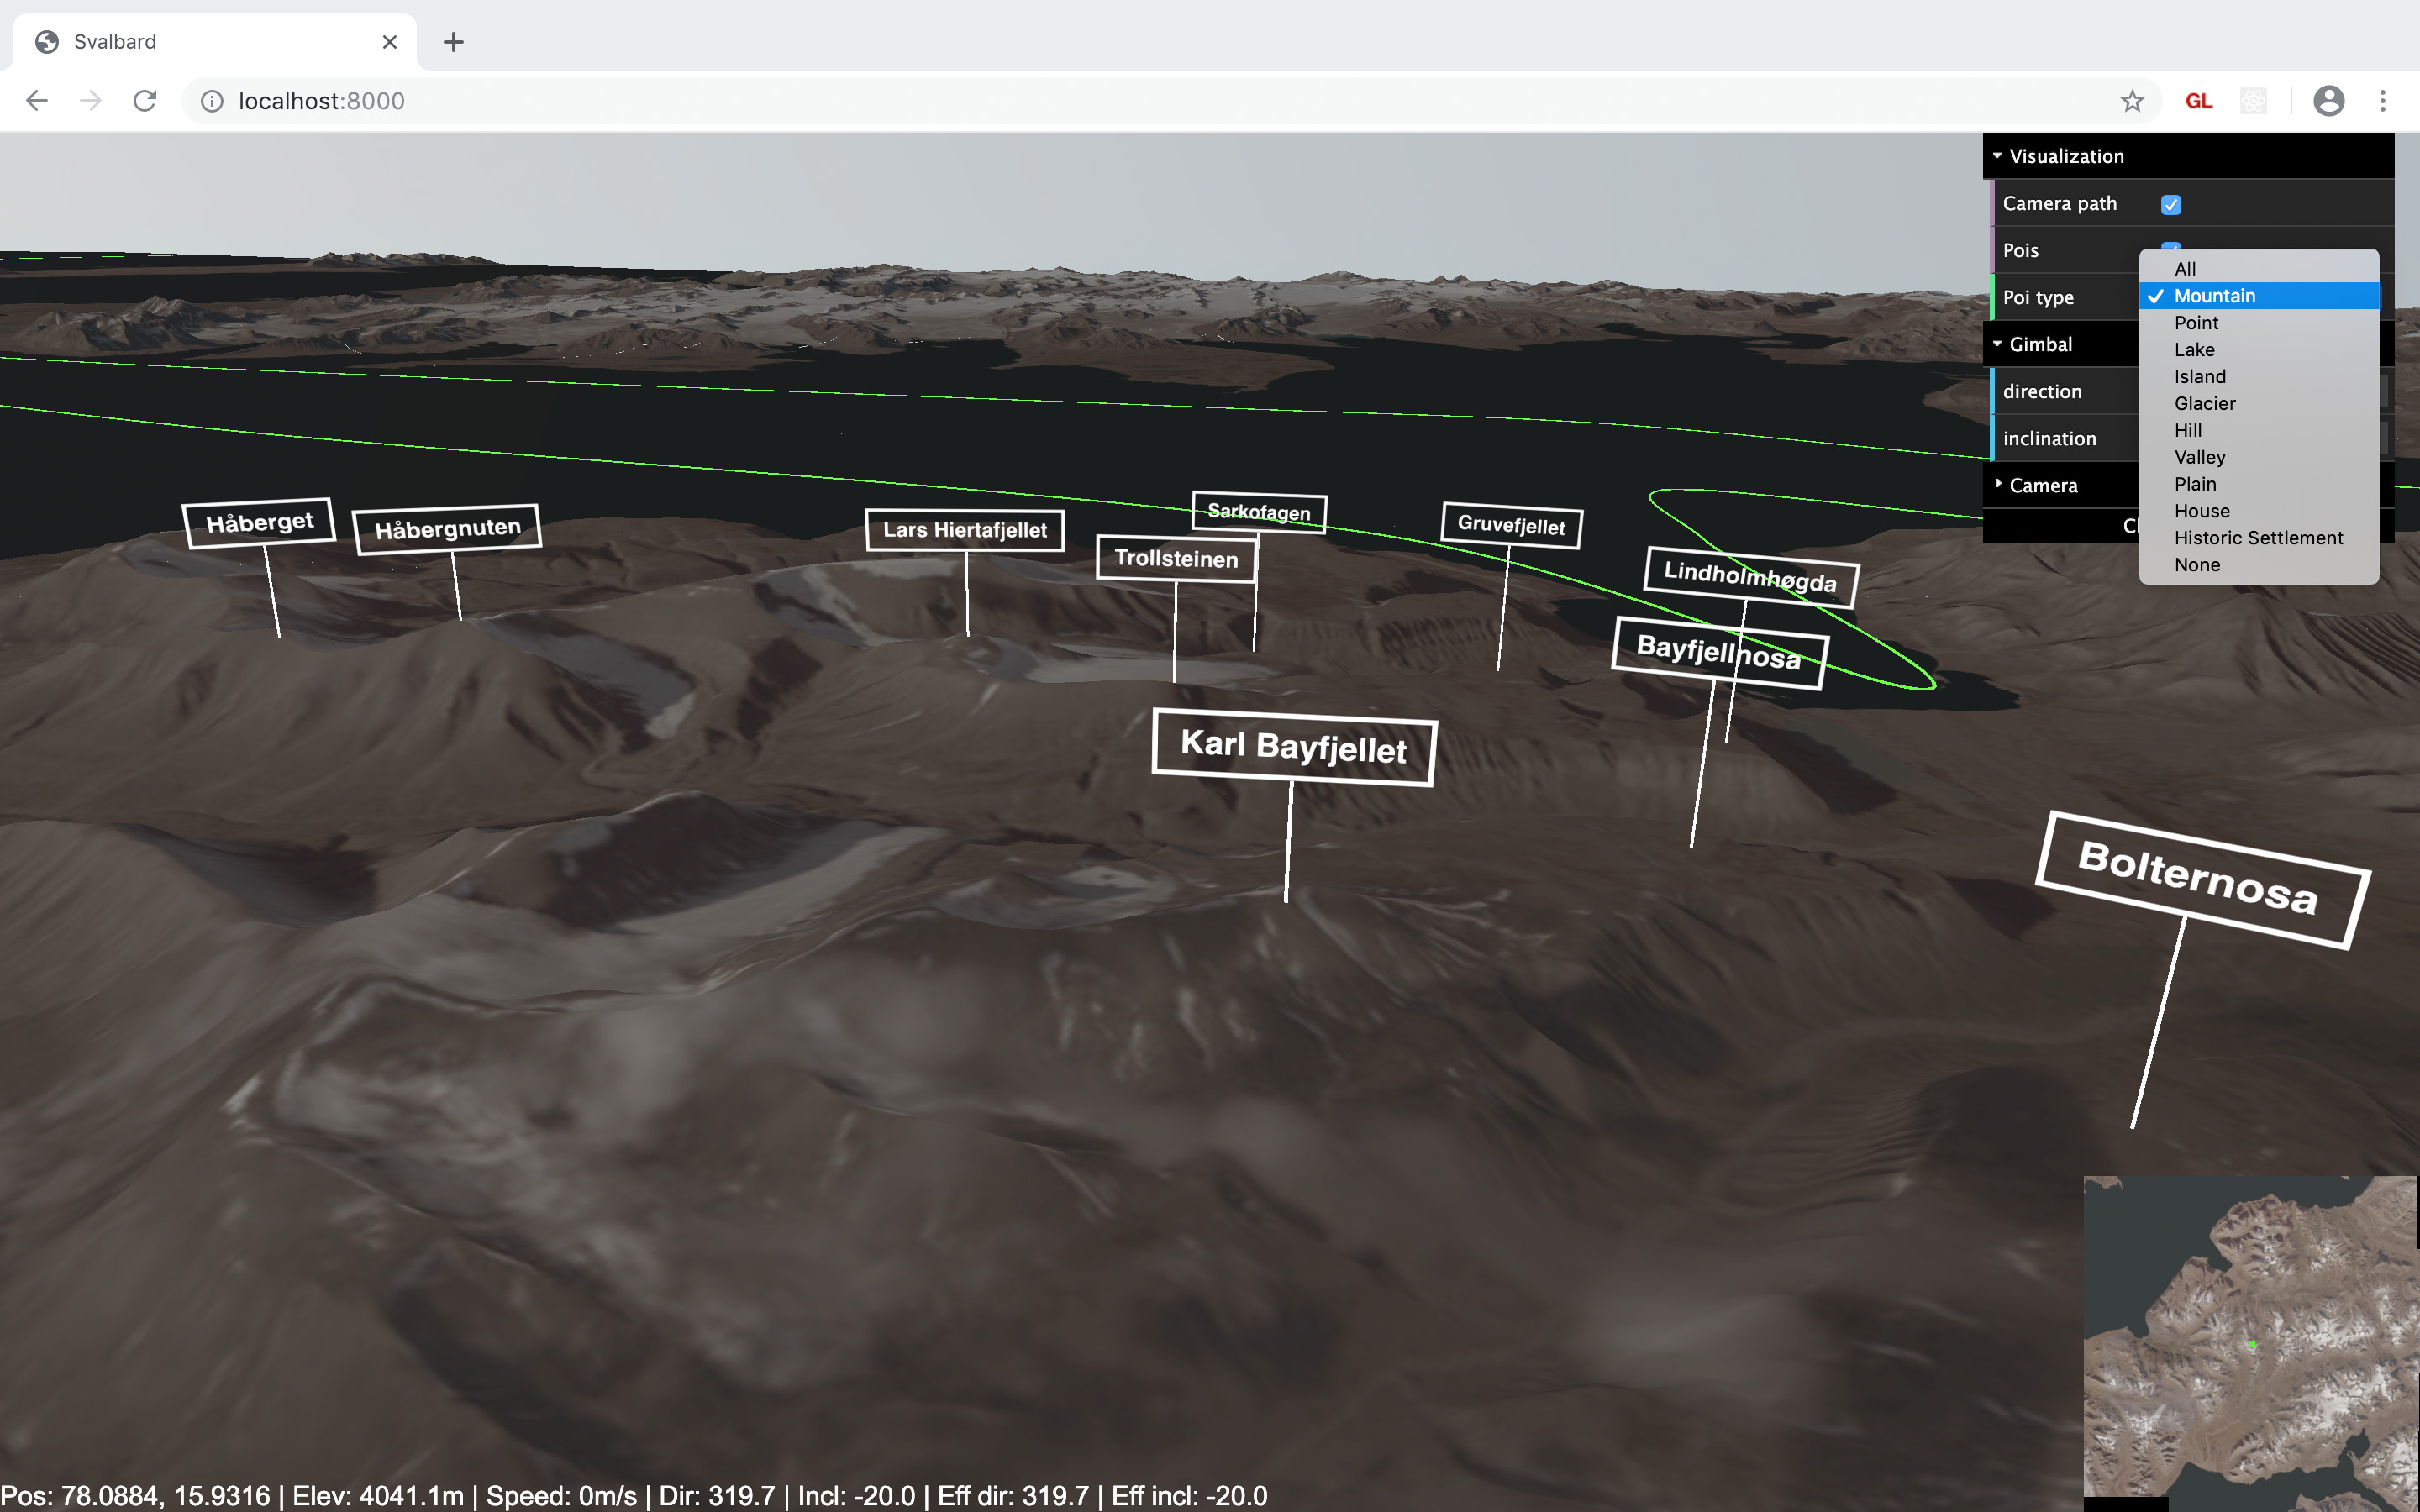 Svalbard
localhost:8000
GL
Visualization
Camera path
Pois
Poi type
All
Mountain
Point
Lake
Island
Glacier
Hill
Valley
Plain
House
Historic Settlement
None
Gimbal
direction
inclination
Camera
Håberget
Håbergnuten
Lars Hiertafjellet
Sarkofagen
Trollsteinen
Gruvefjellet
Lindholmhøgda
Bayfjellnosa
Karl Bayfjellet
Bolternosa
Pos: 78.0884, 15.9316 | Elev: 4041.1m | Speed: 0m/s | Dir: 319.7 | Incl: -20.0 | Eff dir: 319.7 | Eff incl: -20.0